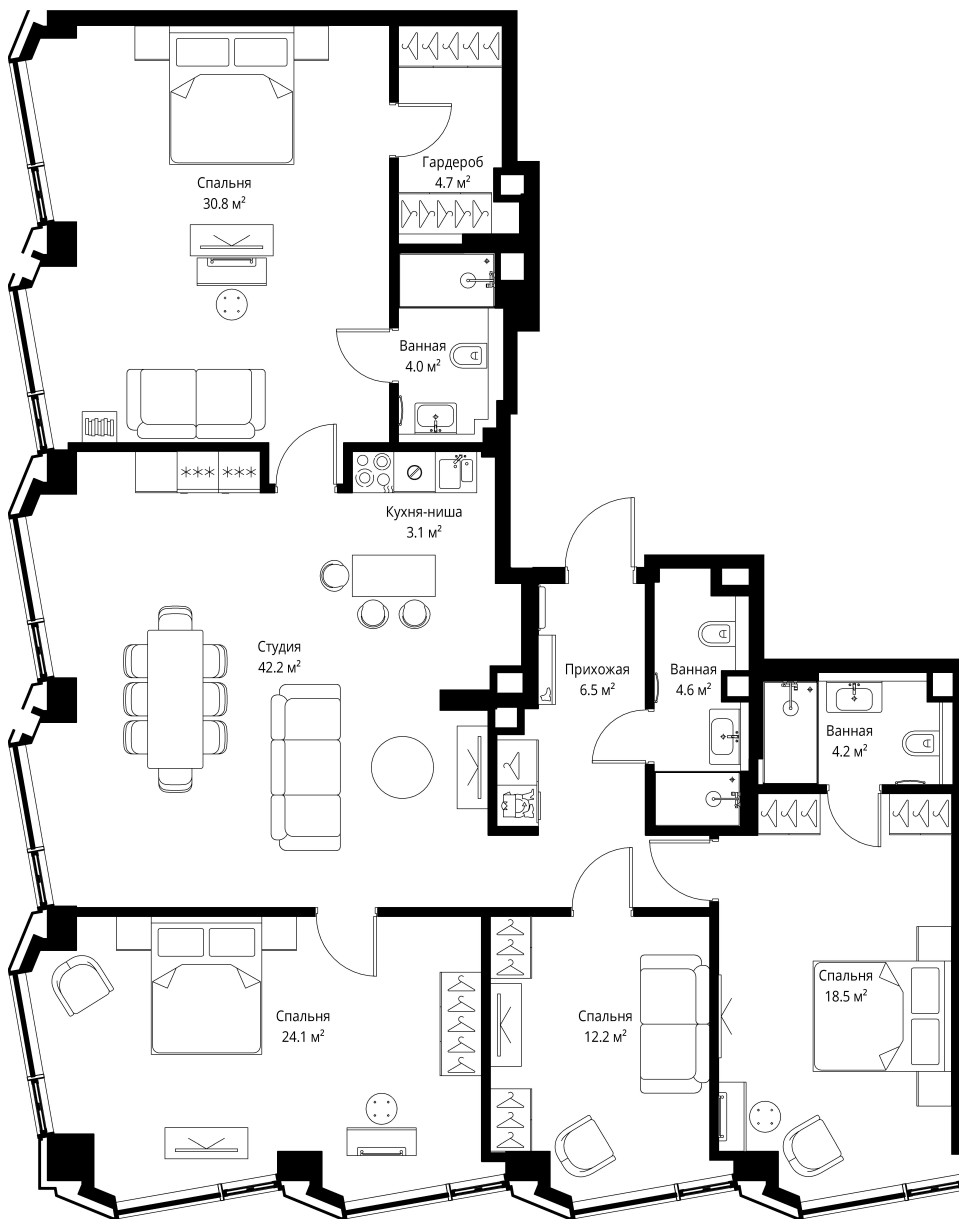 Гардероб
4.7 м²
Спальня
30.8 м²
Ванная
4.0 м²
Кухня-ниша
3.1 м²
Студия
42.2 м²
Прихожая
6.5 м²
Ванная
4.6 м²
Ванная
4.2 м²
Спальня
18.5 м²
Спальня
24.1 м²
Спальня
12.2 м²